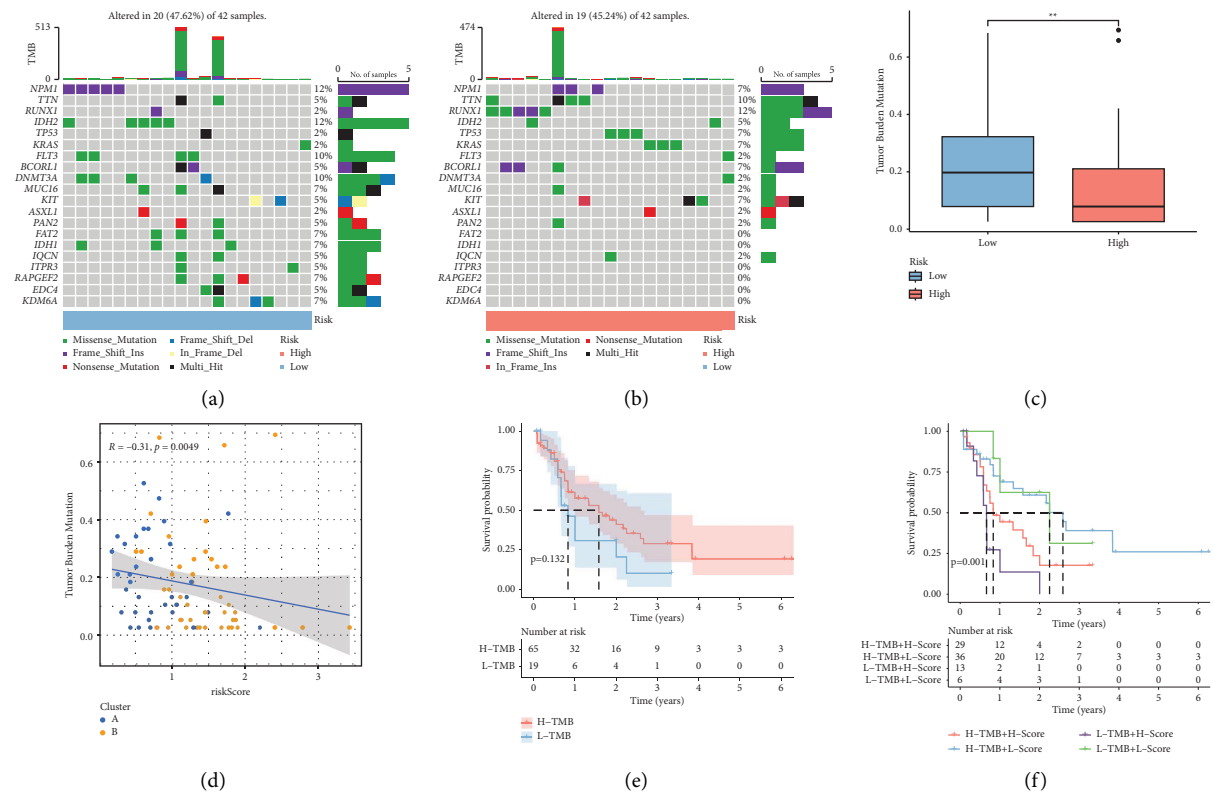 Altered in 20 (47.62%) of 42 samples.
513
TMB
0
0
5
No. of samples
NPM1 12%
TTN 5%
RUNX1 2%
IDH2 12%
TP53 2%
KRAS 2%
FLT3 10%
BCORL1 5%
DNMT3A 10%
MUC16 7%
KIT 5%
ASXL1 2%
PAN2 5%
FAT2 7%
IDH1 7%
IQCN 5%
ITPR3 5%
RAPGEF2 7%
EDC4 5%
KDM6A 7%
Risk
Missense_Mutation Frame_Shift_Del Risk
Frame_Shift_Ins In_Frame_Del High
Nonsense_Mutation Multi_Hit Low
(a)
Altered in 19 (45.24%) of 42 samples.
474
TMB
0
0
5
No. of samples
NPM1 7%
TTN 10%
RUNX1 12%
IDH2 5%
TP53 7%
KRAS 7%
FLT3 2%
BCORL1 7%
DNMT3A 2%
MUC16 2%
KIT 7%
ASXL1 2%
PAN2 2%
FAT2 0%
IDH1 0%
IQCN 2%
ITPR3 0%
RAPGEF2 0%
EDC4 0%
KDM6A 0%
Risk
Missense_Mutation Nonsense_Mutation Risk
Frame_Shift_Ins Multi_Hit High
In_Frame_Ins Low
(b)
**
Tumor Burden Mutation
0.6
0.4
0.2
0.0
Low High
Risk
Low
High
(c)
R = −0.31, p = 0.0049
Tumor Burden Mutation
0.6
0.4
0.2
0.0
1 2 3
riskScore
Cluster
A
B
(d)
Survival probability
1.00
0.75
0.50
0.25
0.00
p=0.132
0 1 2 3 4 5 6
Time (years)
Number at risk
H−TMB 65 32 16 9 3 3 3
L−TMB 19 6 4 1 0 0 0
0 1 2 3 4 5 6
Time (years)
H−TMB
L−TMB
(e)
Survival probability
1.00
0.75
0.50
0.25
0.00
p=0.001
0 1 2 3 4 5 6
Time (years)
Number at risk
H−TMB+H−Score 29 12 4 2 0 0 0
H−TMB+L−Score 36 20 12 7 3 3 3
L−TMB+H−Score 13 2 1 0 0 0 0
L−TMB+L−Score 6 4 3 1 0 0 0
0 1 2 3 4 5 6
Time (years)
H−TMB+H−Score L−TMB+H−Score
H−TMB+L−Score L−TMB+L−Score
(f)